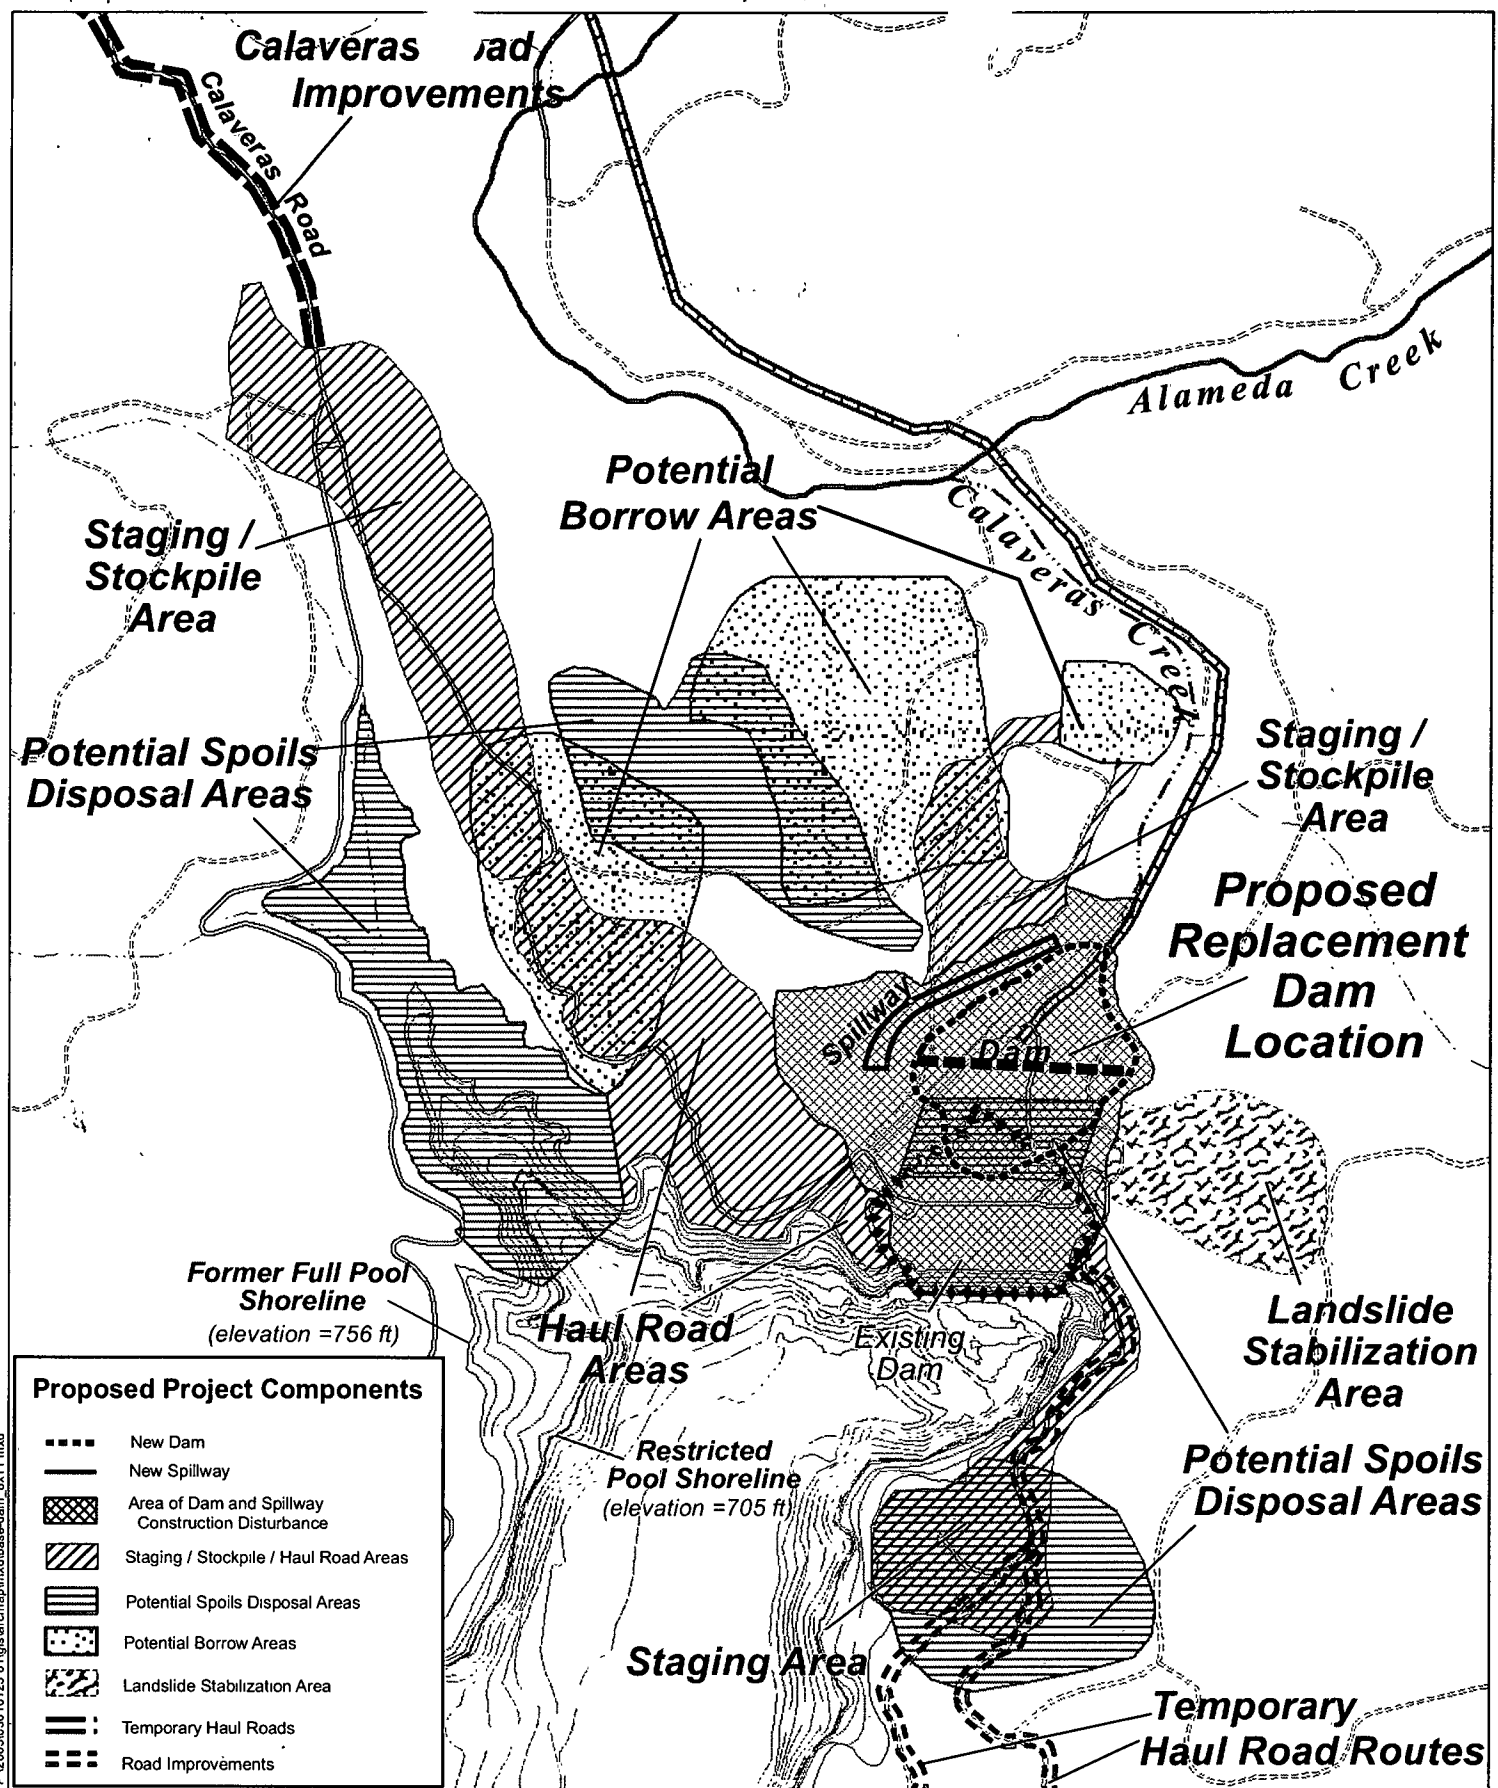 Calaveras ad
Improvements
Calaveras Road
Alameda Creek
Potential
Borrow Areas
Calaveras Creek
Staging /
Stockpile
Area
Potential Spoils
Disposal Areas
Staging /
Stockpile
Area
Proposed
Replacement
Dam
Location
Spillway
Dam
Former Full Pool
Shoreline
(elevation =756 ft)
Haul Road
Areas
Existing
Dam
Landslide
Stabilization
Area
Restricted
Pool Shoreline
(elevation =705 ft)
Potential Spoils
Disposal Areas
Staging Area
Temporary
Haul Road Routes
Proposed Project Components
New Dam
New Spillway
Area of Dam and Spillway
Construction Disturbance
Staging / Stockpile / Haul Road Areas
Potential Spoils Disposal Areas
Potential Borrow Areas
Landslide Stabilization Area
Temporary Haul Roads
Road Improvements